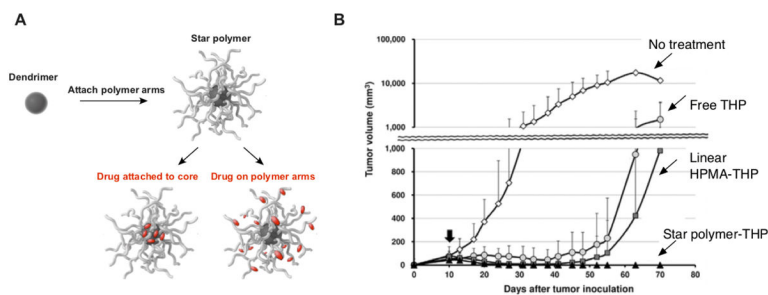 A
Star polymer
Dendrimer
Attach polymer arms
Drug attached to core
Drug on polymer arms
B
100,000
10,000
1,000
1,000
800
600
400
200
0
Tumor volume (mm³)
0 10 20 30 40 50 60 70 80
Days after tumor inoculation
No treatment
Free THP
Linear
HPMA-THP
Star polymer-THP